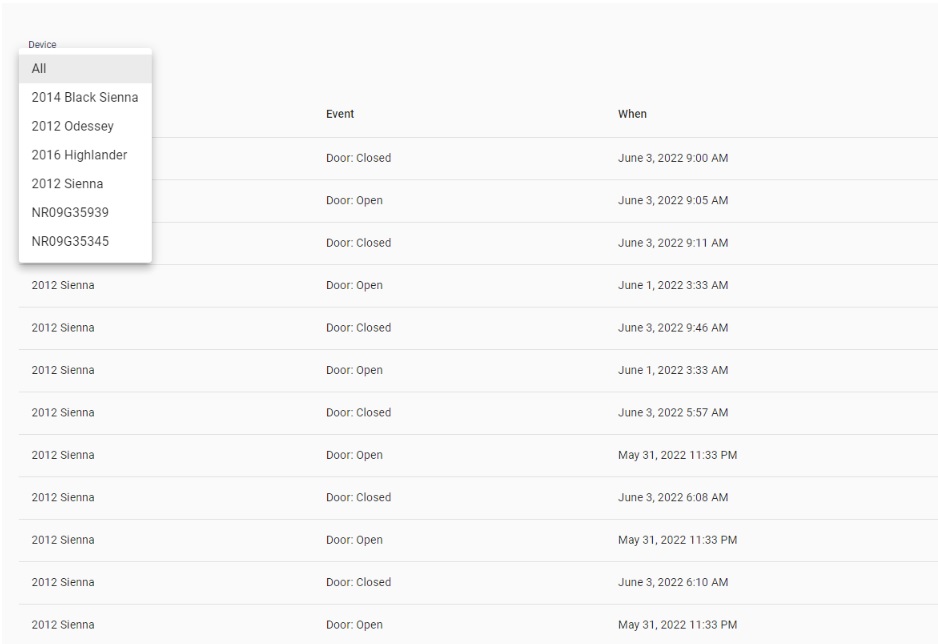 Device
All
2014 Black Sienna
2012 Odessey
2016 Highlander
2012 Sienna
NR09G35939
NR09G35345
Event When
Door: Closed June 3, 2022 9:00 AM
Door: Open June 3, 2022 9:05 AM
Door: Closed June 3, 2022 9:11 AM
2012 Sienna Door: Open June 1, 2022 3:33 AM
2012 Sienna Door: Closed June 3, 2022 9:46 AM
2012 Sienna Door: Open June 1, 2022 3:33 AM
2012 Sienna Door: Closed June 3, 2022 5:57 AM
2012 Sienna Door: Open May 31, 2022 11:33 PM
2012 Sienna Door: Closed June 3, 2022 6:08 AM
2012 Sienna Door: Open May 31, 2022 11:33 PM
2012 Sienna Door: Closed June 3, 2022 6:10 AM
2012 Sienna Door: Open May 31, 2022 11:33 PM